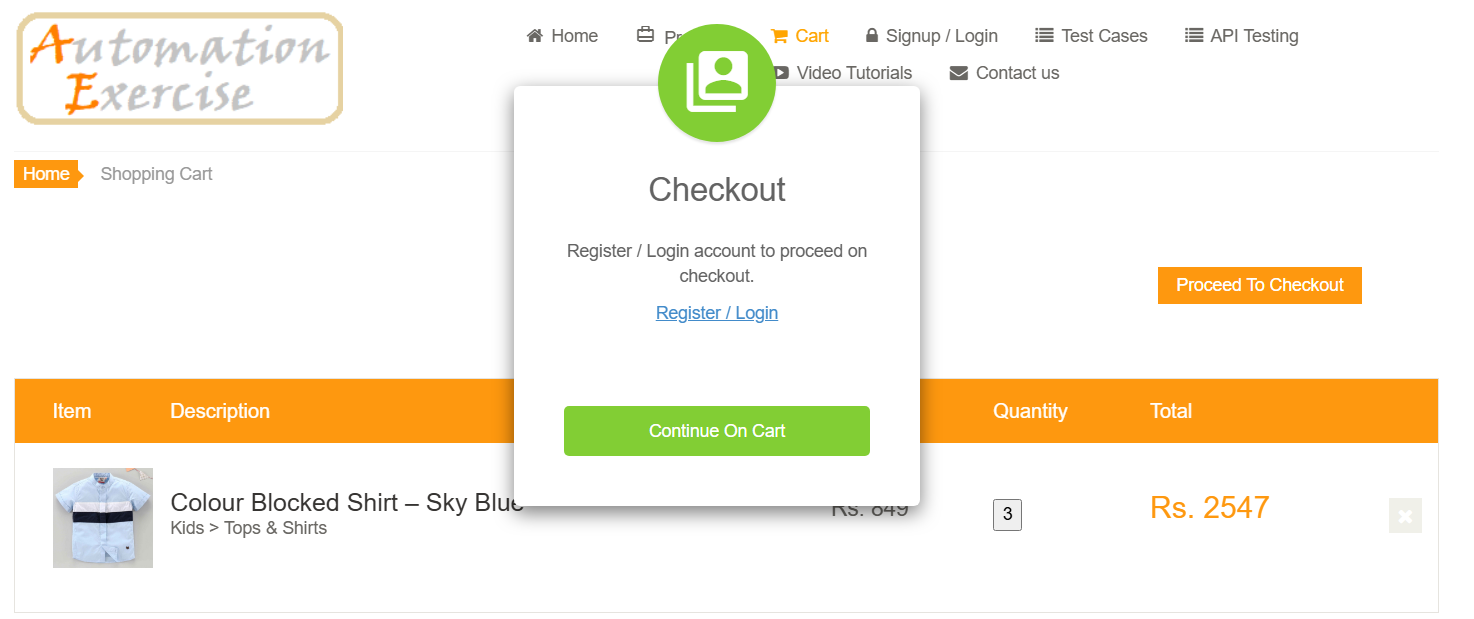 Automation
Exercise
Home
Cart
Signup / Login
Test Cases
API Testing
Video Tutorials
Contact us
Home
Shopping Cart
Checkout
Register / Login account to proceed on
checkout.
Register / Login
Continue On Cart
Proceed To Checkout
Item Description Quantity Total
Colour Blocked Shirt – Sky Blue
Kids > Tops & Shirts
Rs. 849
3
Rs. 2547